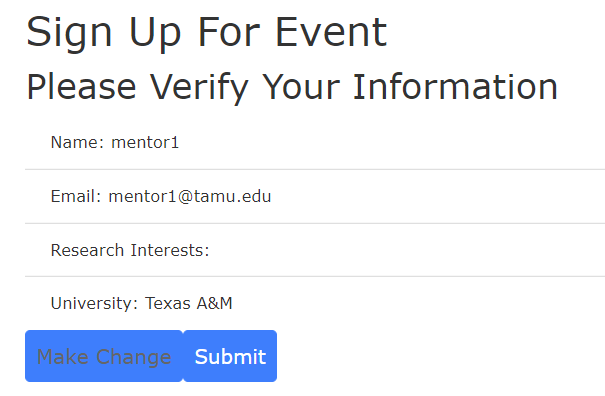 Sign Up For Event
Please Verify Your Information
Name: mentor1
Email: mentor1@tamu.edu
Research Interests:
University: Texas A&M
Make Change Submit